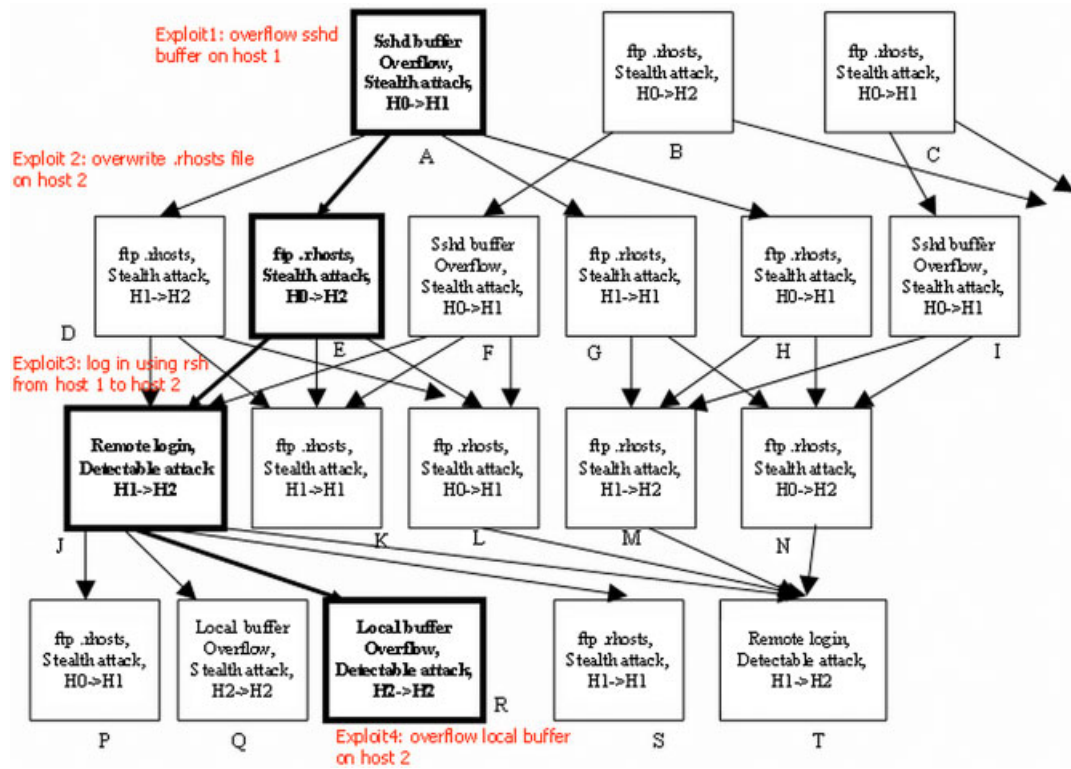 Exploit1: overflow sshd
buffer on host 1
Sshd buffer
Overflow,
Stealth attack,
H0->H1
A
ftp .rhosts,
Stealth attack,
H0->H2
B
ftp .rhosts,
Stealth attack,
H0->H1
C
Exploit 2: overwrite .rhosts file
on host 2
ftp .rhosts,
Stealth attack,
H1->H2
D
ftp .rhosts,
Stealth attack,
H0->H2
E
Sshd buffer
Overflow,
Stealth attack,
H0->H1
F
ftp .rhosts,
Stealth attack,
H1->H1
G
ftp .rhosts,
Stealth attack,
H0->H1
H
Sshd buffer
Overflow,
Stealth attack,
H0->H1
I
Exploit3: log in using rsh
from host 1 to host 2
Remote login,
Detectable attack
H1->H2
J
ftp .rhosts,
Stealth attack,
H1->H1
K
ftp .rhosts,
Stealth attack,
H0->H1
L
ftp .rhosts,
Stealth attack,
H1->H2
M
ftp .rhosts,
Stealth attack,
H0->H2
N
ftp .rhosts,
Stealth attack,
H0->H1
P
Local buffer
Overflow,
Stealth attack,
H2->H2
Q
Local buffer
Overflow,
Detectable attack,
H2->H2
R
Exploit4: overflow local buffer
on host 2
ftp .rhosts,
Stealth attack,
H1->H1
S
Remote login,
Detectable attack,
H1->H2
T